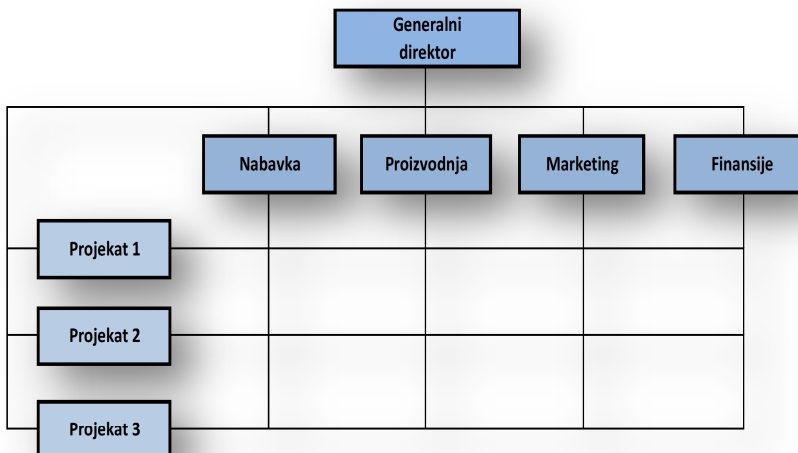 Generalni
direktor
Nabavka
Proizvodnja
Marketing
Finansije
Projekat 1
Projekat 2
Projekat 3